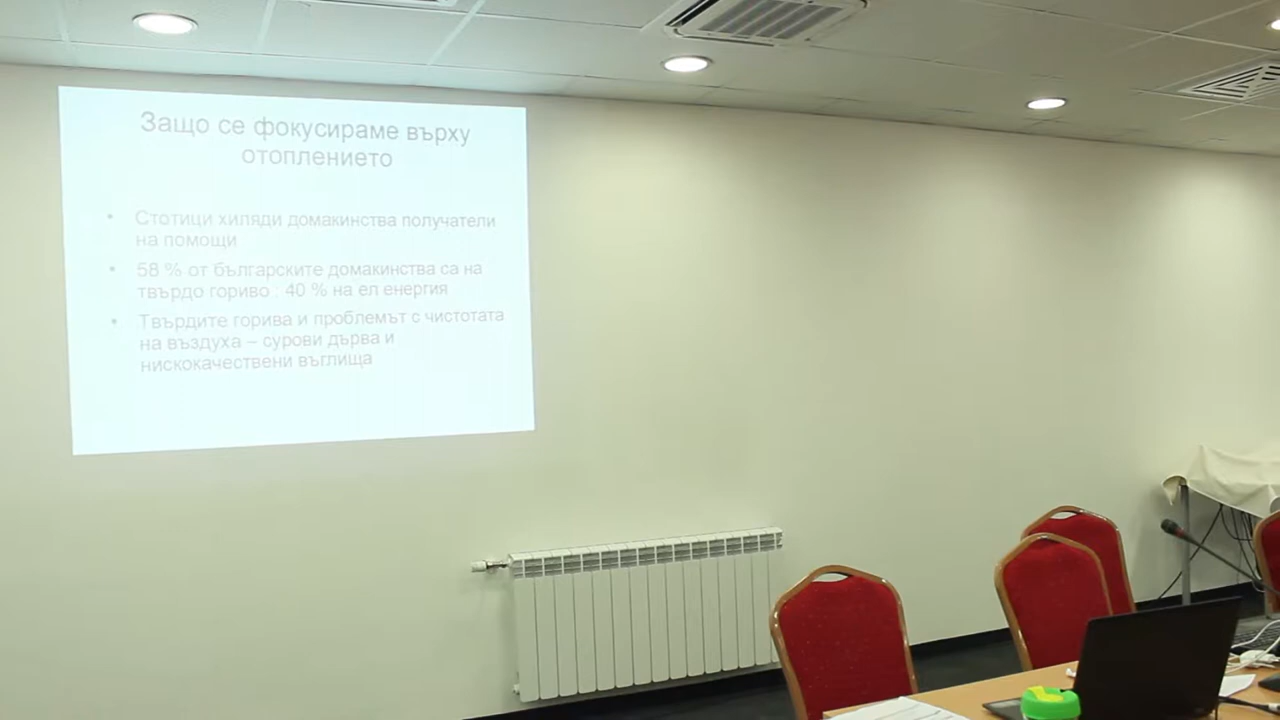 Защо се фокусираме върху
отоплението
• Стотици хиляди домакинства получатели
на помощи
• 58 % от българските домакинства са на
твърдо гориво : 40 % на ел енергия
• Твърдите горива и проблемът с чистотата
на въздуха – сурови дърва и
нискокачествени въглища